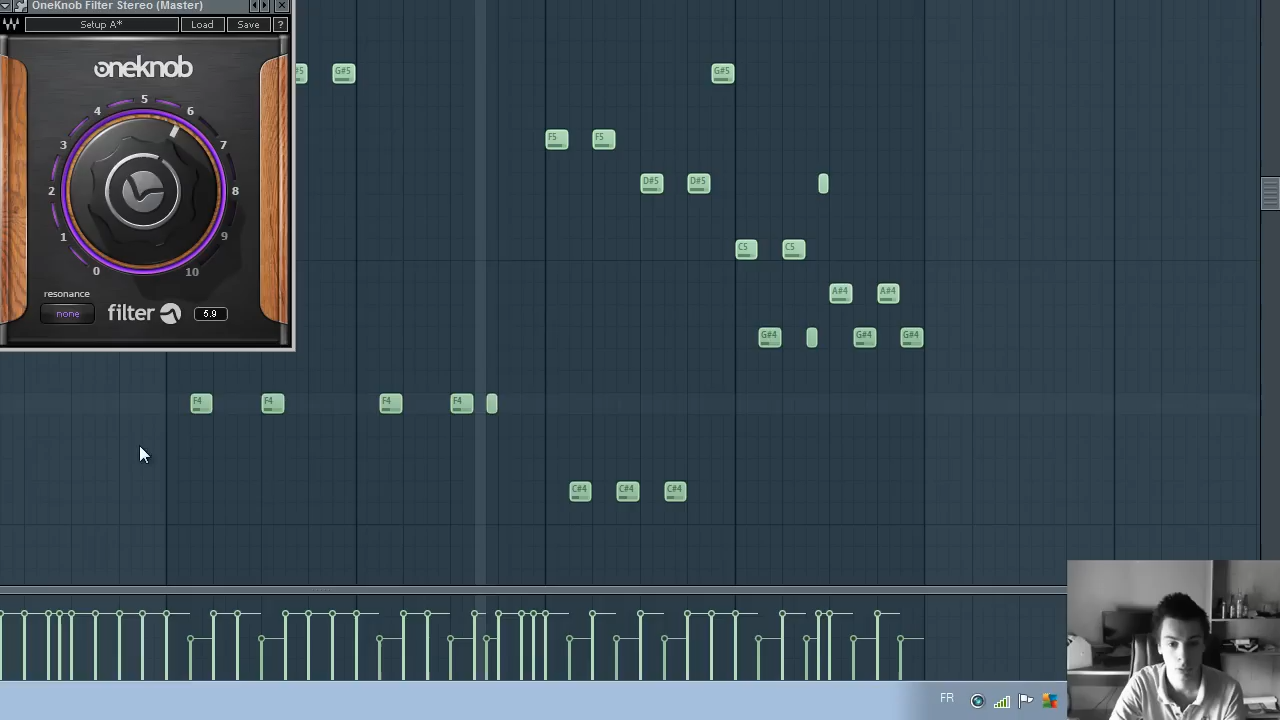 OneKnob Filter Stereo (Master)
Setup A*
Load
Save
?
oneknob
0
1
2
3
4
5
6
7
8
9
10
resonance
none
filter
5.9
G#5
G#5
F5
F5
D#5
D#5
C5
C5
A#4
A#4
G#4
G#4
G#4
F4
F4
F4
F4
C#4
C#4
C#4
FR